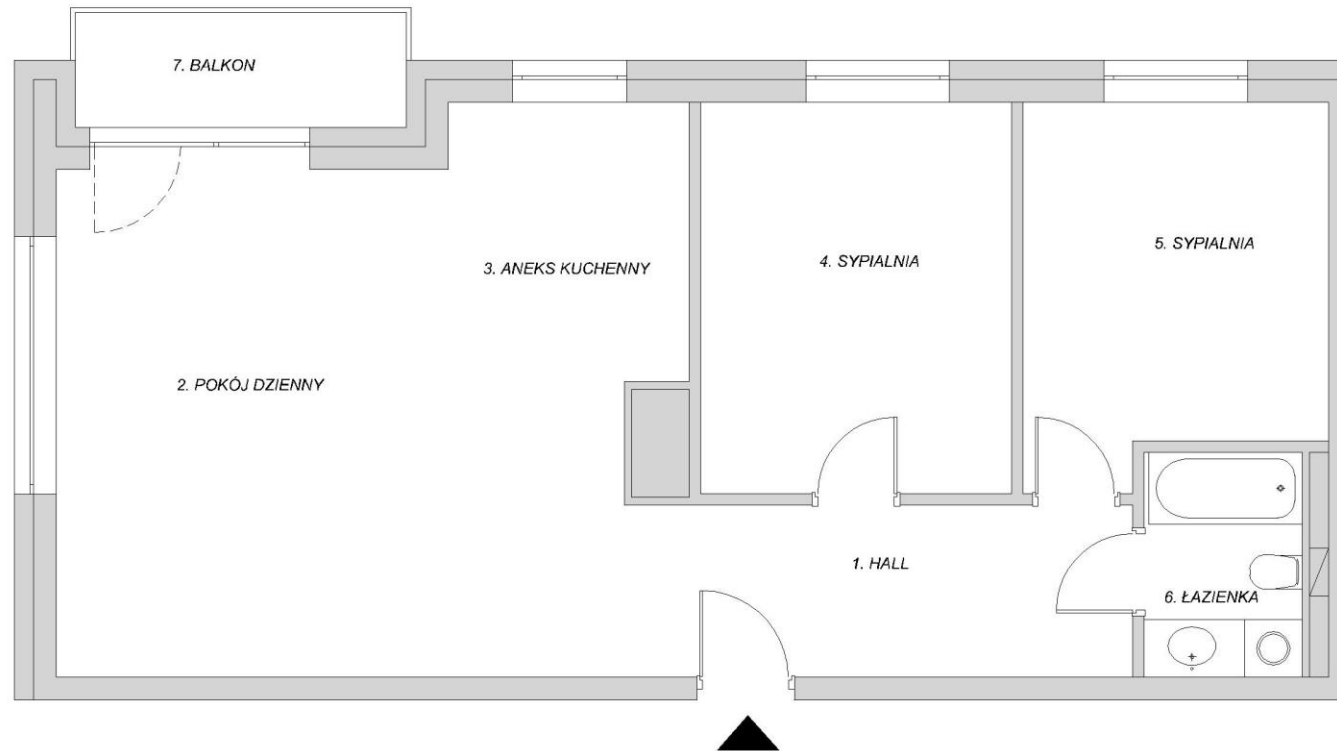 7. BALKON
5. SYPIALNIA
4. SYPIALNIA
3. ANEKS KUCHENNY
2. POKÓJ DZIENNY
1. HALL
6. ŁAZIENKA